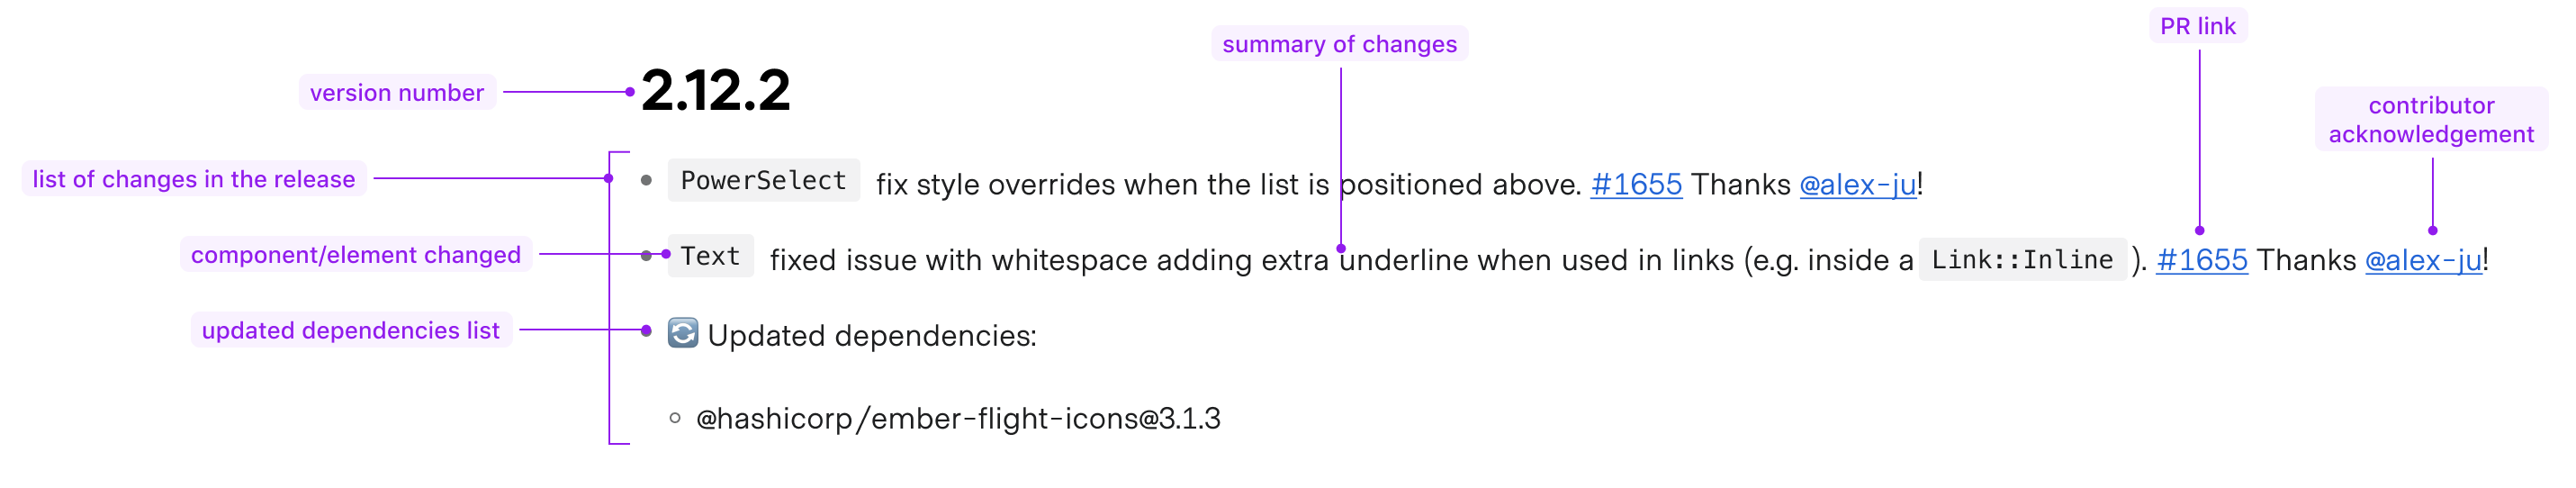 PR link
summary of changes
version number
2.12.2
contributor
acknowledgement
list of changes in the release
PowerSelect fix style overrides when the list is positioned above. #1655 Thanks @alex-ju!
component/element changed
Text fixed issue with whitespace adding extra underline when used in links (e.g. inside a Link::Inline ). #1655 Thanks @alex-ju!
updated dependencies list
Updated dependencies:
@hashicorp/ember-flight-icons@3.1.3